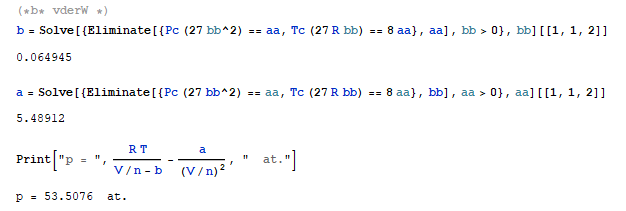 (*b* vderW *)
b = Solve[{Eliminate[{Pc (27 bb^2) == aa, Tc (27 R bb) == 8 aa}, aa], bb > 0}, bb][[1, 1, 2]]
0.064945
a = Solve[{Eliminate[{Pc (27 bb^2) == aa, Tc (27 R bb) == 8 aa}, bb], aa > 0}, aa][[1, 1, 2]]
5.48912
Print["p = ", R T / V/n - b - a / (V/n)^2, " at."]
p = 53.5076 at.